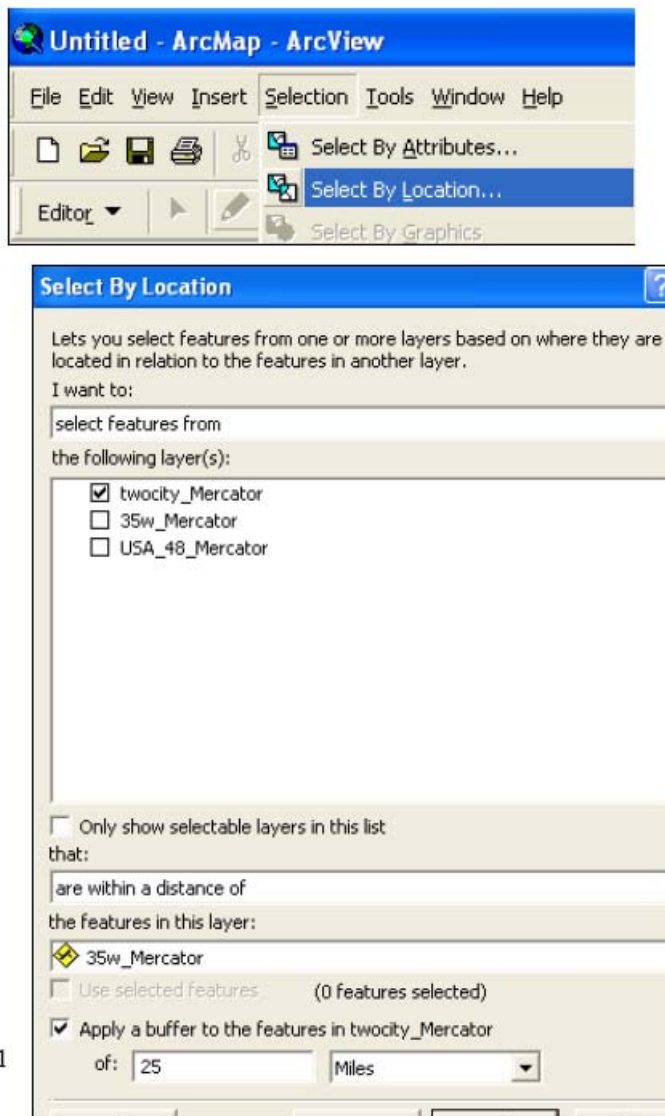 Untitled - ArcMap - ArcView
File Edit View Insert Selection Tools Window Help
Select By Attributes...
Editor
Select By Location...
Select By Graphics
Select By Location
?
Lets you select features from one or more layers based on where they are
located in relation to the features in another layer.
I want to:
select features from
the following layer(s):
twocity_Mercator
35w_Mercator
USA_48_Mercator
Only show selectable layers in this list
that:
are within a distance of
the features in this layer:
35w_Mercator
Use selected features (0 features selected)
Apply a buffer to the features in twocity_Mercator
1
of: 25 Miles